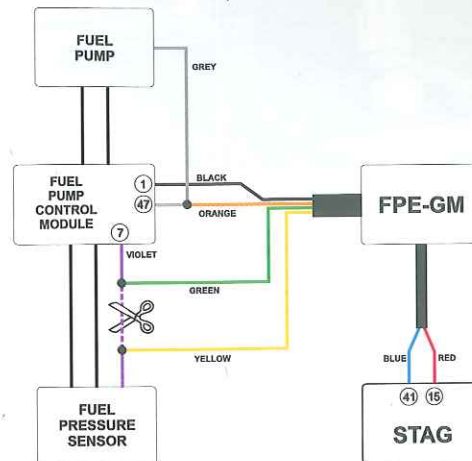 FUEL
PUMP
GREY
FUEL
PUMP
CONTROL
MODULE
1
47
7
BLACK
ORANGE
FPE-GM
VIOLET
GREEN
YELLOW
BLUE
RED
FUEL
PRESSURE
SENSOR
41
15
STAG